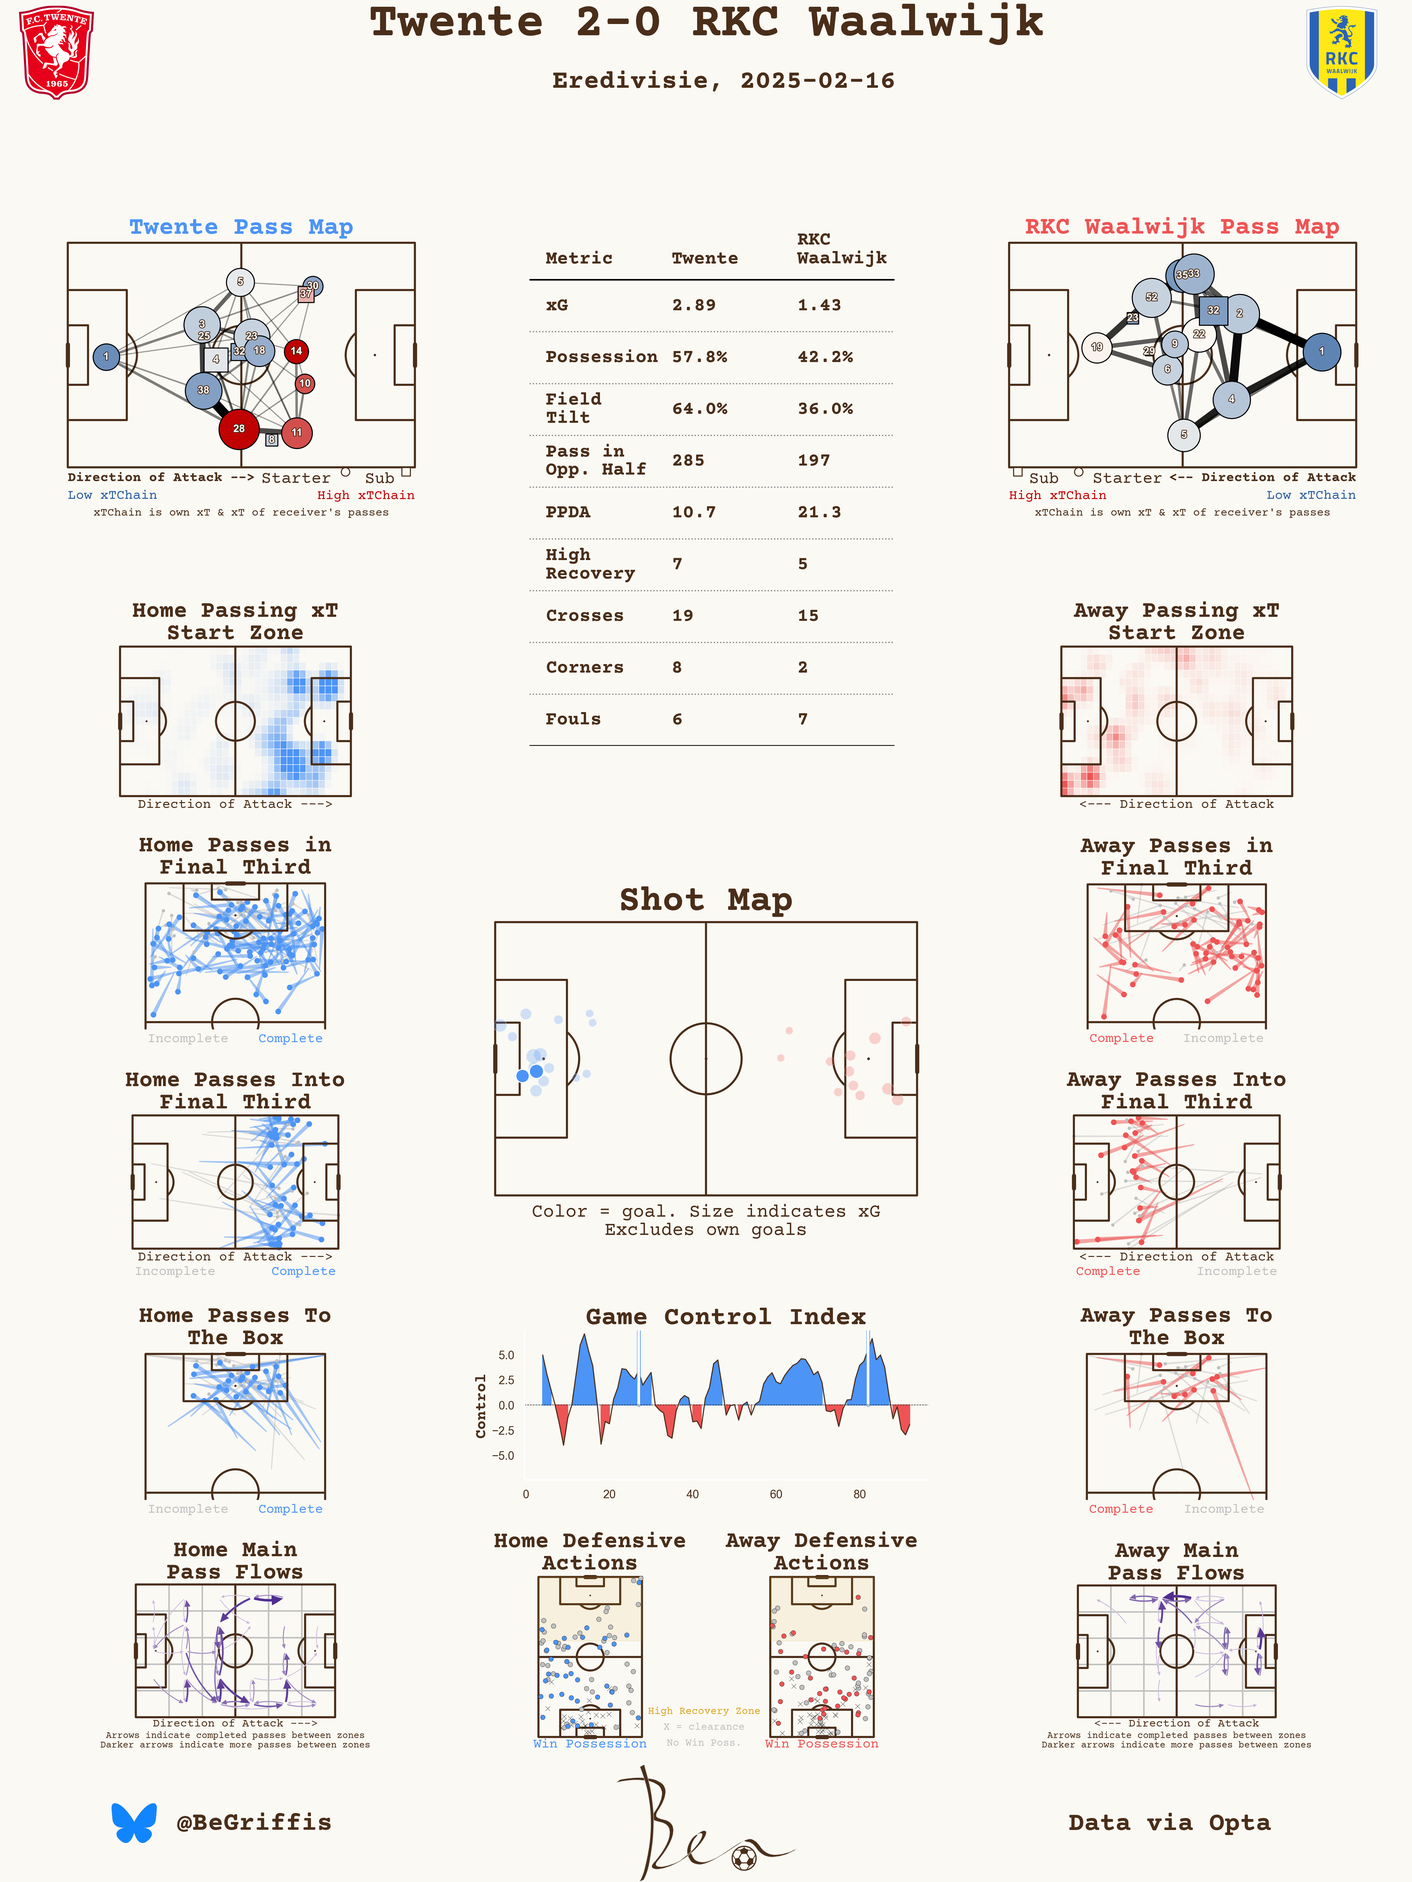 Twente 2-0 RKC Waalwijk
Eredivisie, 2025-02-16
F.C. TWENTE
1965
RKC
WAALWIJK
Twente Pass Map
5
30
37
3
25
23
32
18
4
14
1
10
38
28
8
11
Direction of Attack --> Starter Sub
Low xTChain High xTChain
xTChain is own xT & xT of receiver's passes
Metric Twente RKC Waalwijk
xG 2.89 1.43
Possession 57.8% 42.2%
Field Tilt 64.0% 36.0%
Pass in Opp. Half 285 197
PPDA 10.7 21.3
High Recovery 7 5
Crosses 19 15
Corners 8 2
Fouls 6 7
RKC Waalwijk Pass Map
35
33
52
32
2
23
22
19
29
9
1
6
4
5
Sub Starter <-- Direction of Attack
High xTChain Low xTChain
xTChain is own xT & xT of receiver's passes
Home Passing xT
Start Zone
Direction of Attack --->
Away Passing xT
Start Zone
<--- Direction of Attack
Home Passes in
Final Third
Incomplete Complete
Away Passes in
Final Third
Complete Incomplete
Shot Map
Color = goal. Size indicates xG
Excludes own goals
Home Passes Into
Final Third
Direction of Attack --->
Incomplete Complete
Away Passes Into
Final Third
<--- Direction of Attack
Complete Incomplete
Home Passes To
The Box
Incomplete Complete
Game Control Index
Control
5.0
2.5
0.0
−2.5
−5.0
0 20 40 60 80
Away Passes To
The Box
Complete Incomplete
Home Main
Pass Flows
Direction of Attack --->
Arrows indicate completed passes between zones
Darker arrows indicate more passes between zones
Home Defensive
Actions
Win Possession
Away Defensive
Actions
Win Possession
High Recovery Zone
X = clearance
No Win Poss.
Away Main
Pass Flows
<--- Direction of Attack
Arrows indicate completed passes between zones
Darker arrows indicate more passes between zones
@BeGriffis
Ben
Data via Opta